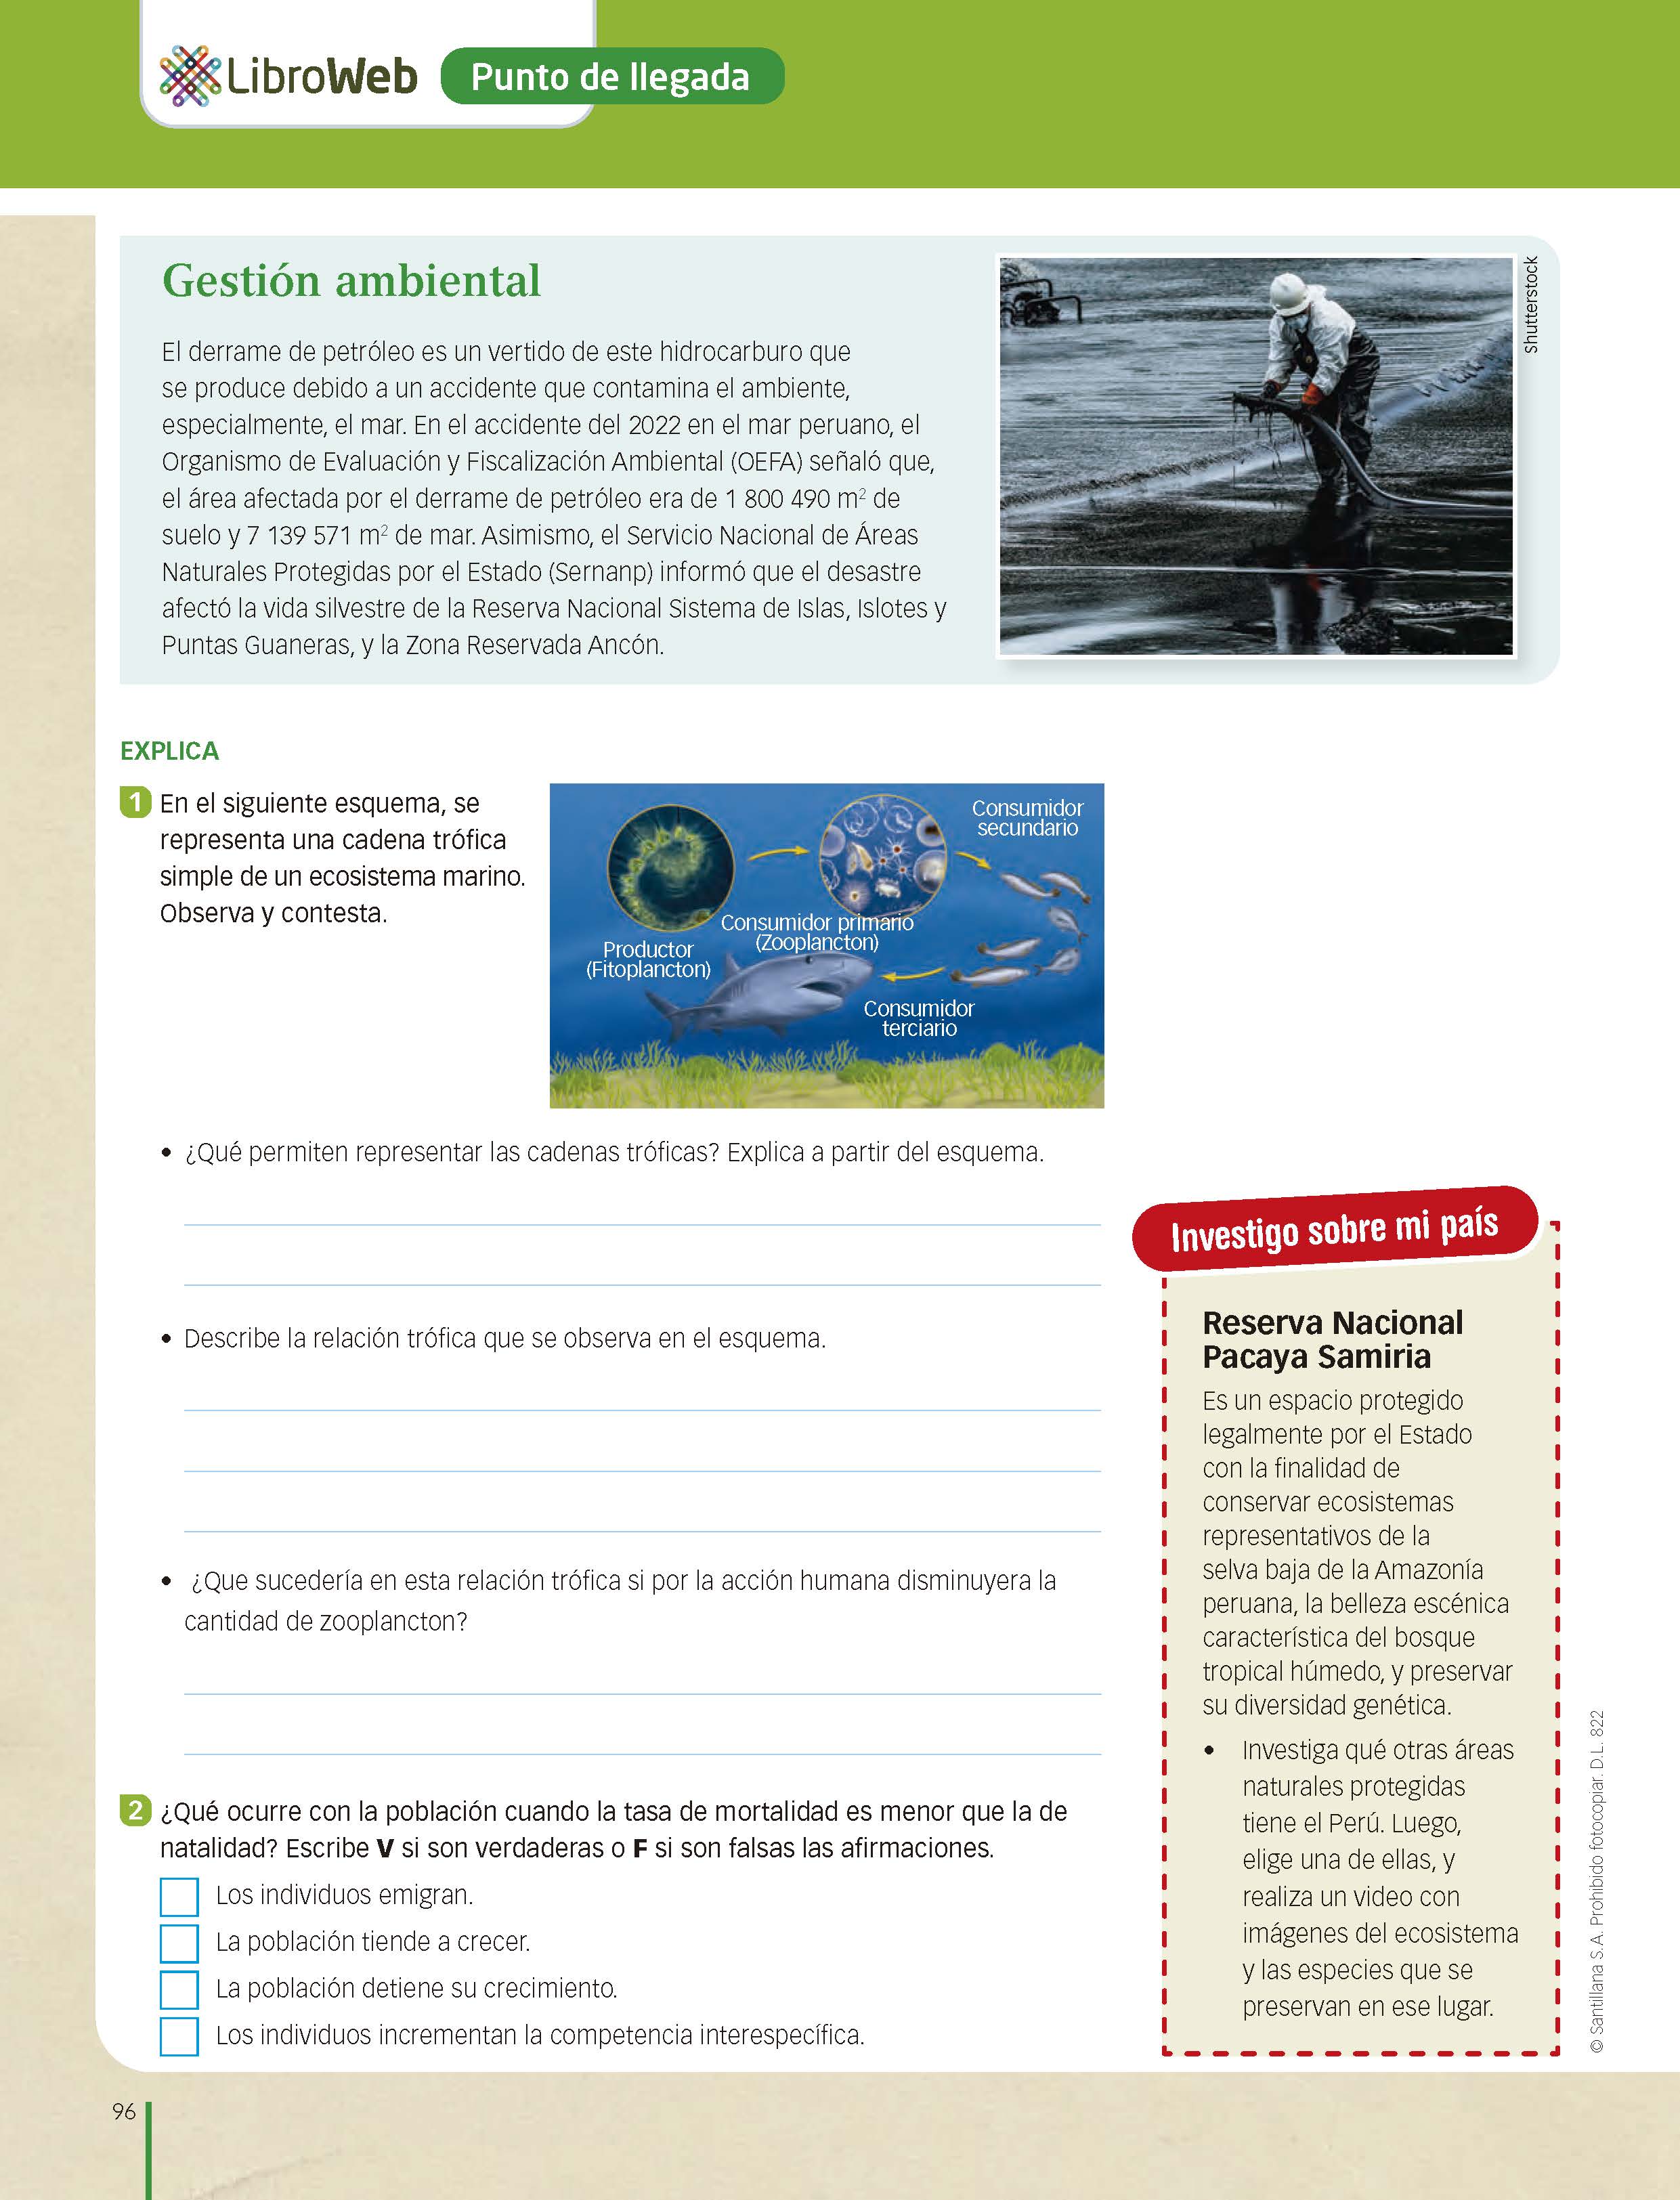 LibroWeb Punto de llegada
Gestión ambiental
El derrame de petróleo es un vertido de este hidrocarburo que
se produce debido a un accidente que contamina el ambiente,
especialmente, el mar. En el accidente del 2022 en el mar peruano, el
Organismo de Evaluación y Fiscalización Ambiental (OEFA) señaló que,
el área afectada por el derrame de petróleo era de 1 800 490 m² de
suelo y 7 139 571 m² de mar. Asimismo, el Servicio Nacional de Áreas
Naturales Protegidas por el Estado (Sernanp) informó que el desastre
afectó la vida silvestre de la Reserva Nacional Sistema de Islas, Islotes y
Puntas Guaneras, y la Zona Reservada Ancón.
Shutterstock
EXPLICA
1 En el siguiente esquema, se
representa una cadena trófica
simple de un ecosistema marino.
Observa y contesta.
Consumidor
secundario
Consumidor primario
(Zooplancton)
Productor
(Fitoplancton)
Consumidor
terciario
• ¿Qué permiten representar las cadenas tróficas? Explica a partir del esquema.
• Describe la relación trófica que se observa en el esquema.
• ¿Que sucedería en esta relación trófica si por la acción humana disminuyera la
cantidad de zooplancton?
2 ¿Qué ocurre con la población cuando la tasa de mortalidad es menor que la de
natalidad? Escribe V si son verdaderas o F si son falsas las afirmaciones.
Los individuos emigran.
La población tiende a crecer.
La población detiene su crecimiento.
Los individuos incrementan la competencia interespecífica.
Investigo sobre mi país
Reserva Nacional
Pacaya Samiria
Es un espacio protegido
legalmente por el Estado
con la finalidad de
conservar ecosistemas
representativos de la
selva baja de la Amazonía
peruana, la belleza escénica
característica del bosque
tropical húmedo, y preservar
su diversidad genética.
• Investiga qué otras áreas
naturales protegidas
tiene el Perú. Luego,
elige una de ellas, y
realiza un video con
imágenes del ecosistema
y las especies que se
preservan en ese lugar.
© Santillana S.A. Prohibido fotocopiar. D.L. 822
96